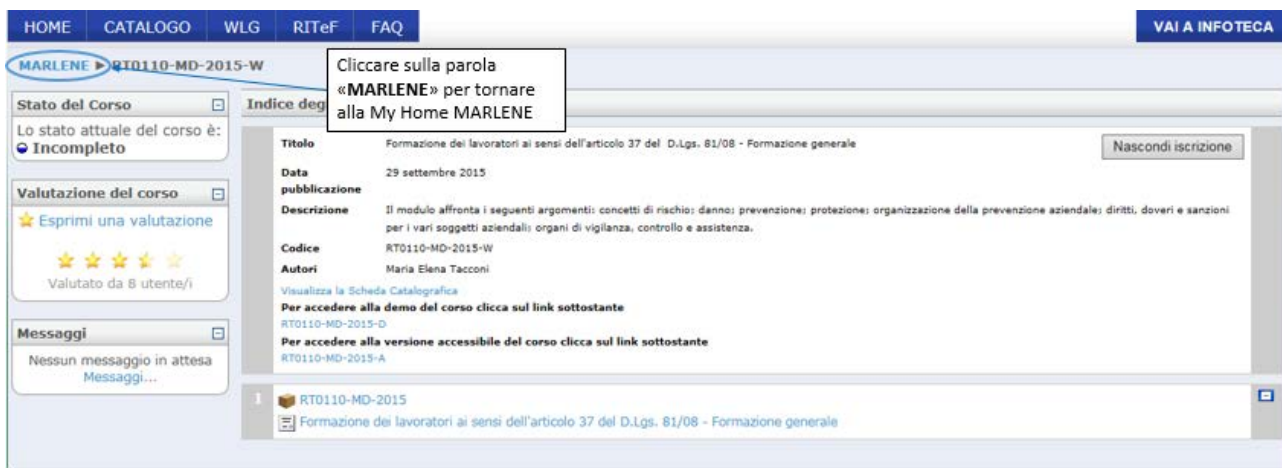 HOME CATALOGO WLG RITeF FAQ VAI A INFOTECA
MARLENE ► RT0110-MD-2015-W
Cliccare sulla parola
«MARLENE» per tornare
alla My Home MARLENE
Stato del Corso
Lo stato attuale del corso è:
Incompleto
Valutazione del corso
Esprimi una valutazione
Valutato da 8 utente/i
Messaggi
Nessun messaggio in attesa
Messaggi...
Indice deg
Titolo Formazione dei lavoratori ai sensi dell'articolo 37 del D.Lgs. 81/08 - Formazione generale
Nascondi iscrizione
Data 29 settembre 2015
pubblicazione
Descrizione Il modulo affronta i seguenti argomenti: concetti di rischio; danno; prevenzione; protezione; organizzazione della prevenzione aziendale; diritti, doveri e sanzioni
per i vari soggetti aziendali; organi di vigilanza, controllo e assistenza.
Codice RT0110-MD-2015-W
Autori Maria Elena Tacconi
Visualizza la Scheda Catalografica
Per accedere alla demo del corso clicca sul link sottostante
RT0110-MD-2015-D
Per accedere alla versione accessibile del corso clicca sul link sottostante
RT0110-MD-2015-A
1 RT0110-MD-2015
Formazione dei lavoratori ai sensi dell'articolo 37 del D.Lgs. 81/08 - Formazione generale